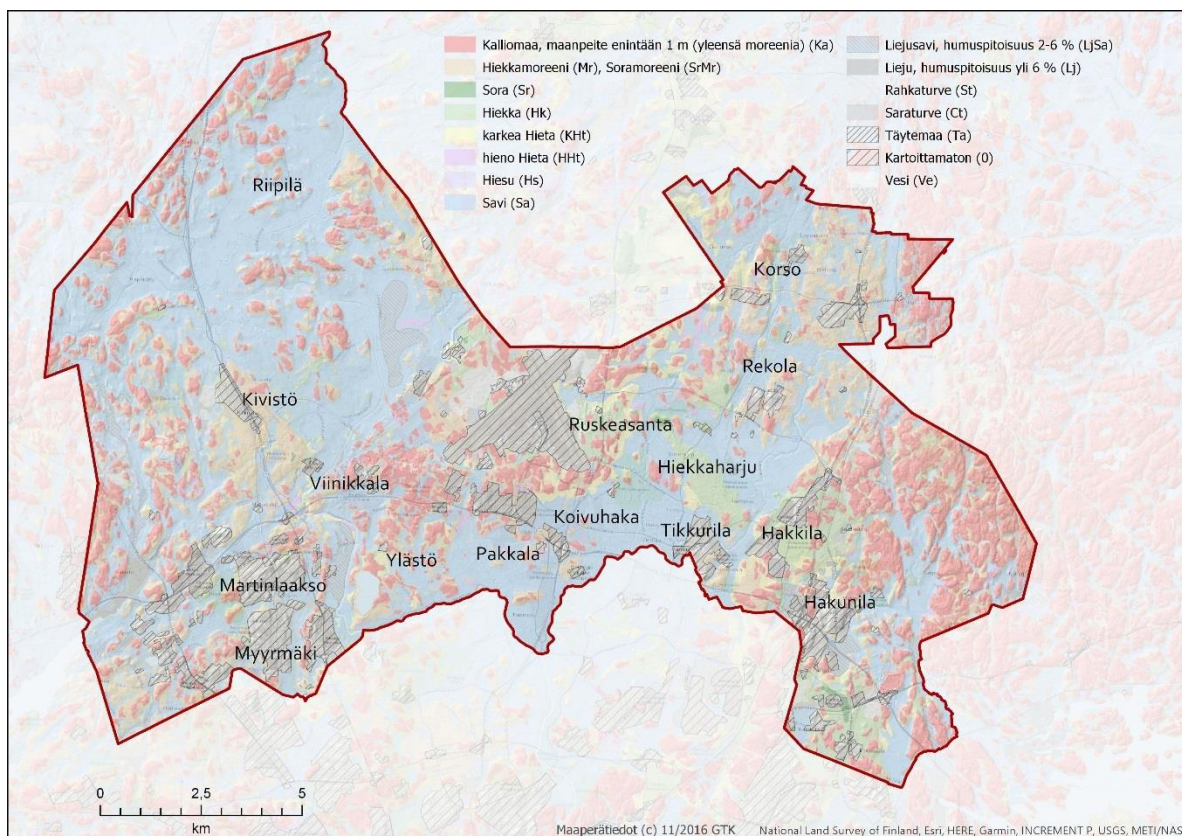 Kalliomaa, maanpeite enintään 1 m (yleensä moreenia) (Ka)
Hiekkamoreeni (Mr), Soramoreeni (SrMr)
Sora (Sr)
Hiekka (Hk)
karkea Hieta (KHt)
hieno Hieta (HHt)
Hiesu (Hs)
Savi (Sa)
Liejusavi, humuspitoisuus 2-6 % (LjSa)
Lieju, humuspitoisuus yli 6 % (Lj)
Rahkaturve (St)
Saraturve (Ct)
Täytemaa (Ta)
Kartoittamaton (0)
Vesi (Ve)
Riipilä
Korso
Rekola
Kivistö
Ruskeasanta
Hiekkaharju
Viinikkala
Koivuhaka
Tikkurila
Hakkila
Pakkala
Ylästö
Martinlaakso
Hakunila
Myyrmäki
0 2,5 5
km
Maaperätiedot (c) 11/2016 GTK National Land Survey of Finland, Esri, HERE, Garmin, INCREMENT P, USGS, METI/NAS